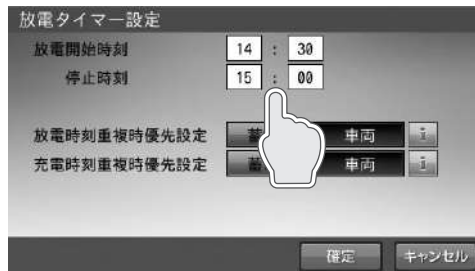 放電タイマー設定
放電開始時刻 14 : 30
停止時刻 15 : 00
放電時刻重複時優先設定 蓄 車両 i
充電時刻重複時優先設定 蓄 車両 i
確定 キャンセル